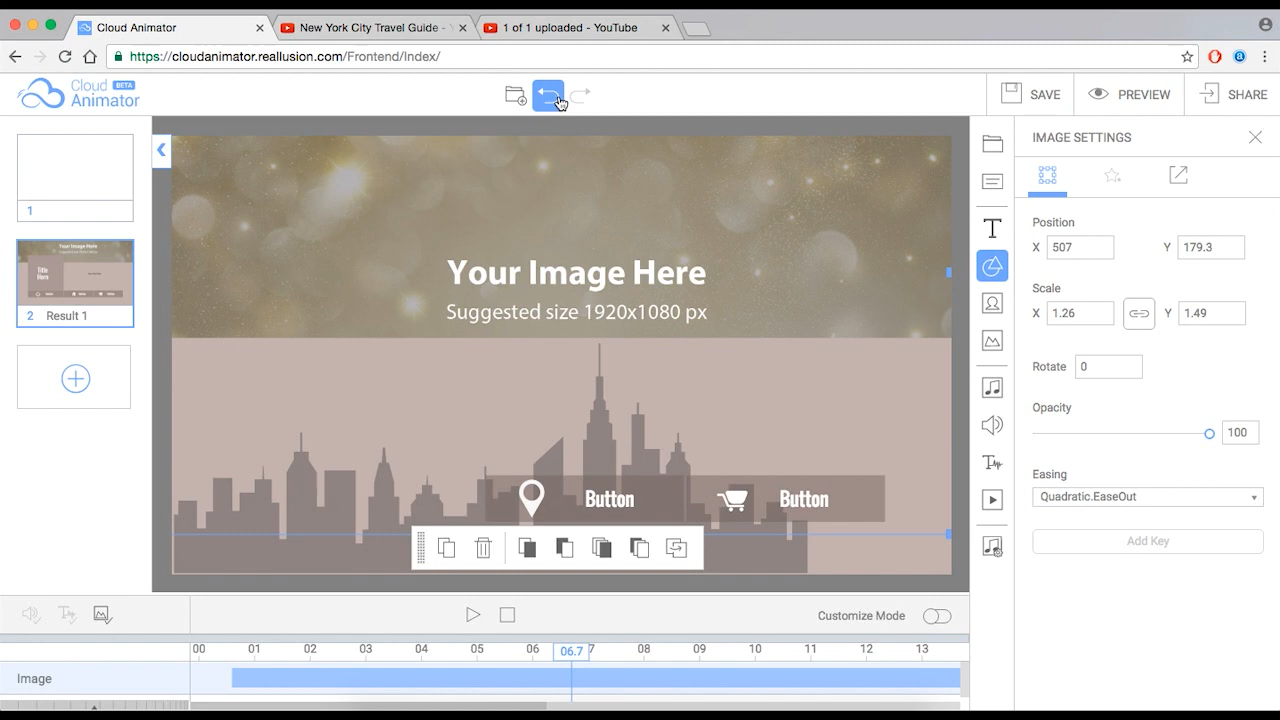 Cloud Animator
New York City Travel Guide -
1 of 1 uploaded - YouTube
https://cloudanimator.reallusion.com/Frontend/Index/
Cloud BETA
Animator
SAVE
PREVIEW
SHARE
1
Your Image Here
Title
Here
2 Result 1
Your Image Here
Suggested size 1920x1080 px
Button
Button
IMAGE SETTINGS
Position
X 507 Y 179.3
Scale
X 1.26 Y 1.49
Rotate 0
Opacity
100
Easing
Quadratic.EaseOut
Add Key
Customize Mode
00 01 02 03 04 05 06 06.7 7 08 09 10 11 12 13
Image